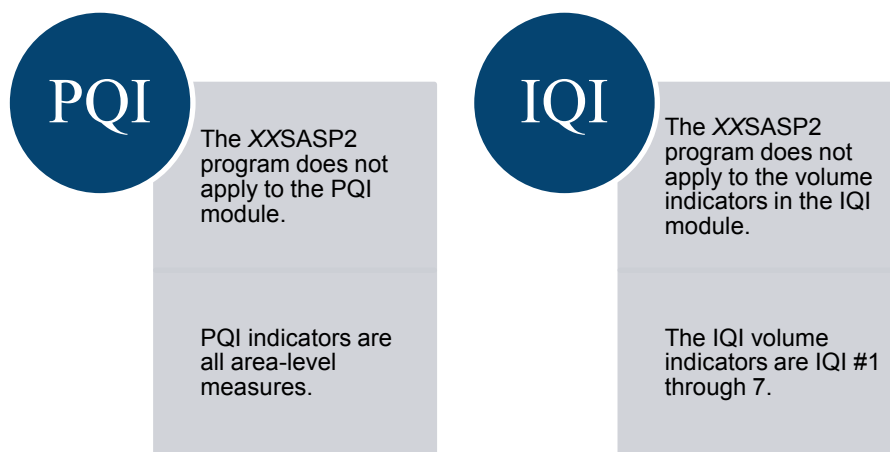 PQI
The XXSASP2
program does not
apply to the PQI
module.
PQI indicators are
all area-level
measures.
IQI
The XXSASP2
program does not
apply to the volume
indicators in the IQI
module.
The IQI volume
indicators are IQI #1
through 7.